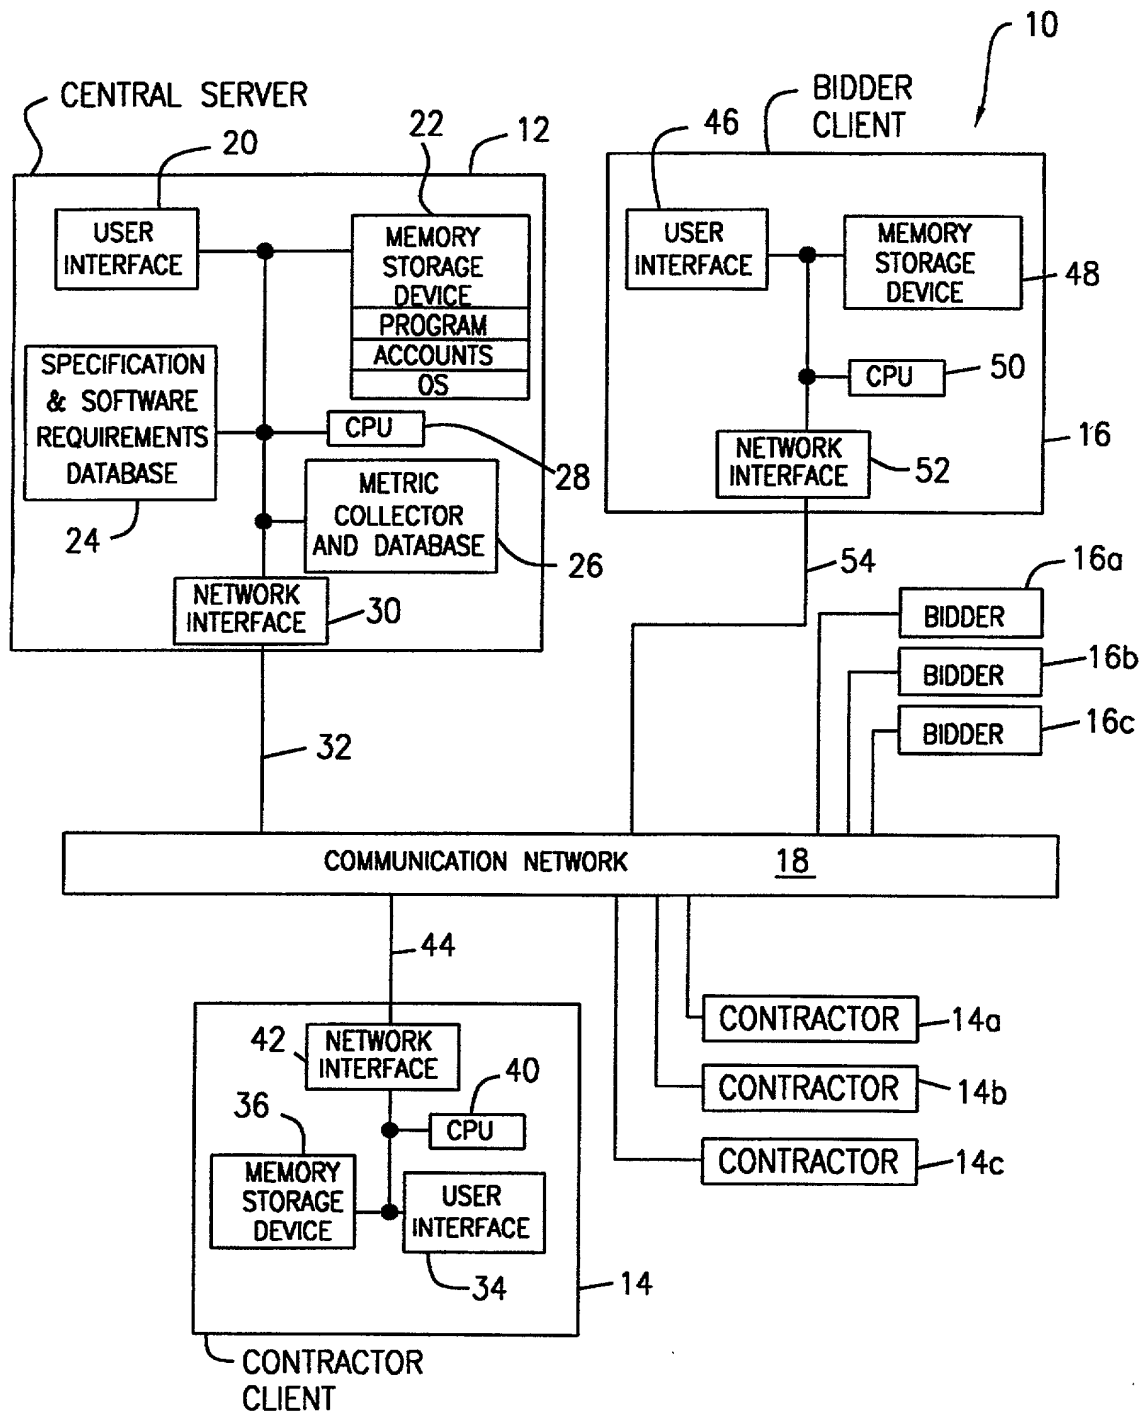 10
CENTRAL SERVER
20
22
12
USER
INTERFACE
MEMORY
STORAGE
DEVICE
PROGRAM
ACCOUNTS
OS
SPECIFICATION
& SOFTWARE
REQUIREMENTS
DATABASE
24
CPU
28
METRIC
COLLECTOR
AND DATABASE
26
NETWORK
INTERFACE
30
32
BIDDER
CLIENT
46
USER
INTERFACE
MEMORY
STORAGE
DEVICE
48
CPU
50
16
NETWORK
INTERFACE
52
54
16a
BIDDER
16b
BIDDER
16c
BIDDER
COMMUNICATION NETWORK 18
44
42
NETWORK
INTERFACE
40
CPU
36
MEMORY
STORAGE
DEVICE
USER
INTERFACE
34
14
CONTRACTOR
CLIENT
CONTRACTOR
14a
CONTRACTOR
14b
CONTRACTOR
14c